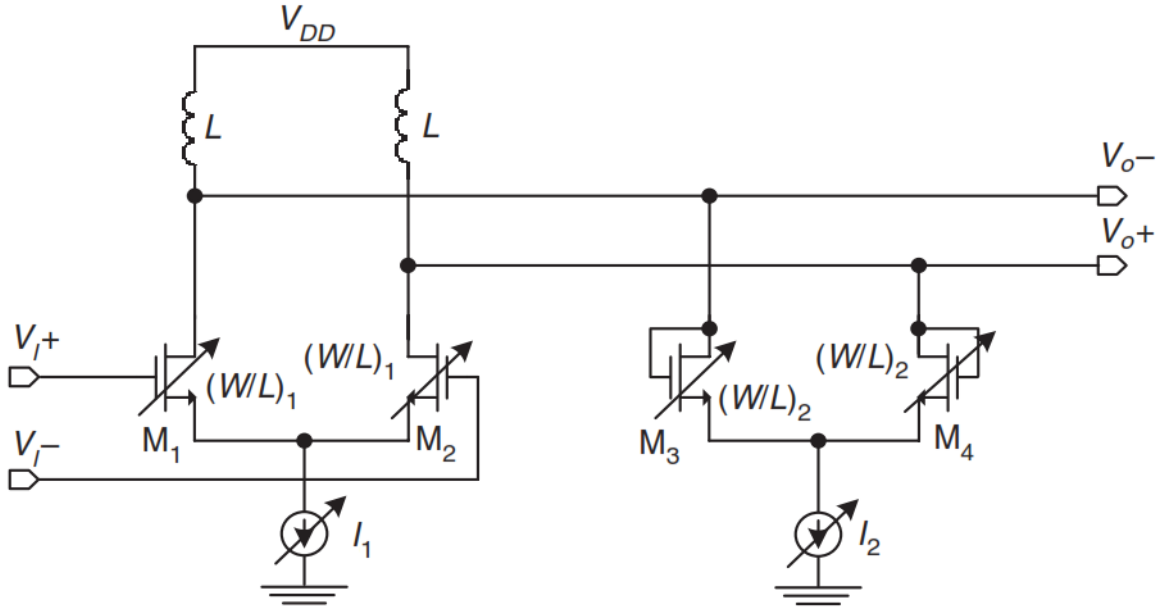 V_DD
L
L
V_o−
V_o+
V_I+
(W/L)_1
(W/L)_1
(W/L)_2
(W/L)_2
V_I−
M_1
M_2
M_3
M_4
I_1
I_2